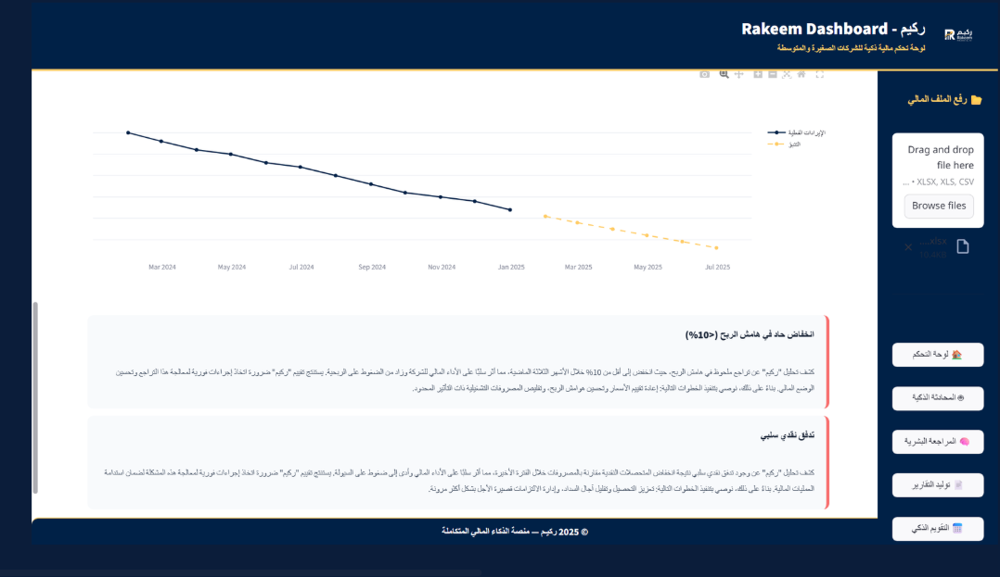 ركيم - Rakeem Dashboard
لوحة تحكم مالية ذكية للشركات الصغيرة والمتوسطة
ركيم
Rakeem
رفع الملف المالي
Drag and drop
file here
... • XLSX, XLS, CSV
Browse files
....xlsx
لوحة التحكم
المحادثة الذكية
المراجعة البشرية
توليد التقارير
التقويم الذكي
الإيرادات الفعلية
التنبؤ
Mar 2024
May 2024
Jul 2024
Sep 2024
Nov 2024
Jan 2025
Mar 2025
May 2025
Jul 2025
انخفاض حاد في هامش الربح (<10%)
كشف تحليل "ركيم" عن تراجع ملحوظ في هامش الربح، حيث انخفض إلى أقل من 10% خلال الأشهر الثلاثة الماضية، مما أثر سلبًا على الأداء المالي للشركة وزاد من الضغوط على الربحية. يستنتج تقييم "ركيم" ضرورة اتخاذ إجراءات فورية لمعالجة هذا التراجع وتحسين
الوضع المالي. بناءً على ذلك، نوصي بتنفيذ الخطوات التالية: إعادة تقييم الأسعار وتحسين هوامش الربح، وتقليص المصروفات التشغيلية ذات التأثير المحدود.
تدفق نقدي سلبي
كشف تحليل "ركيم" عن وجود تدفق نقدي سلبي نتيجة انخفاض المتحصلات النقدية مقارنة بالمصروفات خلال الفترة الأخيرة، مما أثر سلبًا على الأداء المالي وأدى إلى ضغوط على السيولة. يستنتج تقييم "ركيم" ضرورة اتخاذ إجراءات فورية لمعالجة هذه المشكلة لضمان استدامة
العمليات المالية. بناءً على ذلك، نوصي بتنفيذ الخطوات التالية: تعزيز التحصيل وتقليل آجال السداد، وإدارة الالتزامات قصيرة الأجل بشكل أكثر مرونة.
© 2025 ركيم — منصة الذكاء المالي المتكاملة